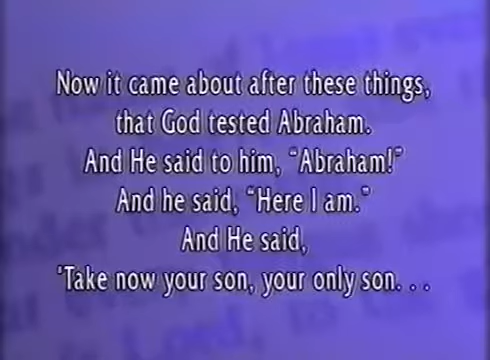 Now it came about after these things,
that God tested Abraham.
And He said to him, "Abraham!"
And he said, "Here I am."
And He said,
"Take now your son, your only son. . .